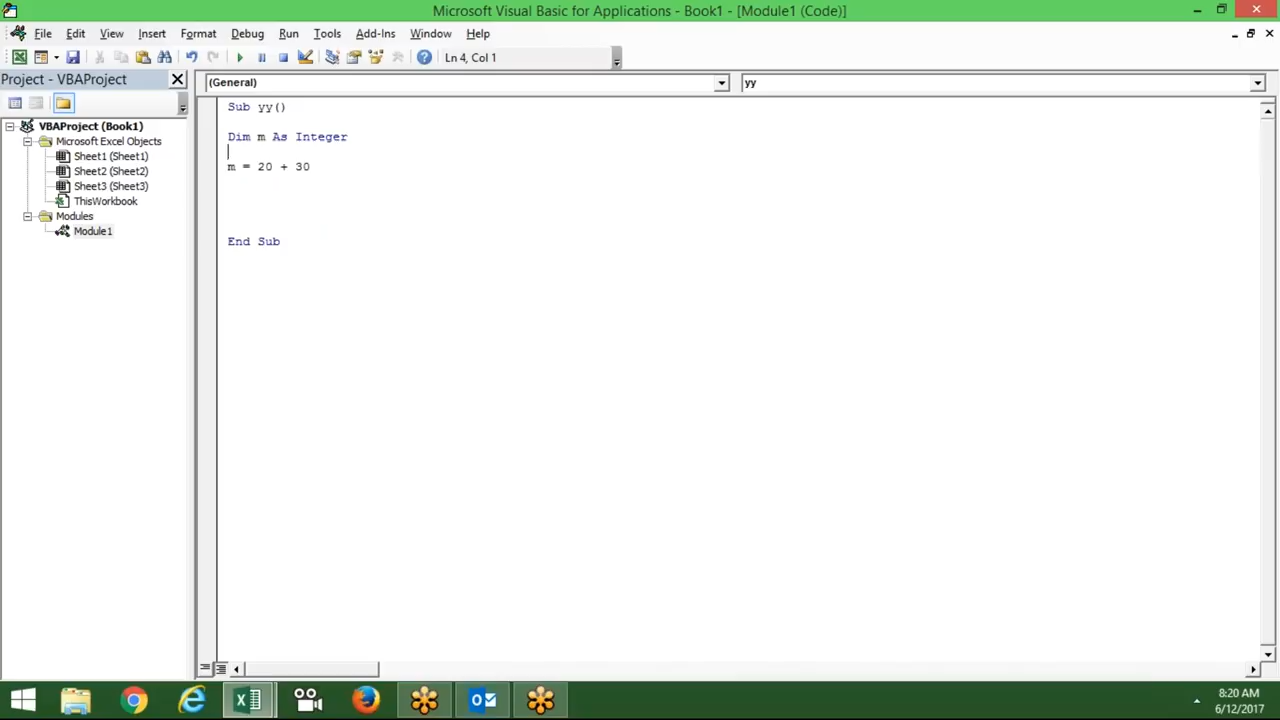 Microsoft Visual Basic for Applications - Book1 - [Module1 (Code)]
File Edit View Insert Format Debug Run Tools Add-Ins Window Help
Ln 4, Col 1
Project - VBAProject
(General) yy
VBAProject (Book1)
Microsoft Excel Objects
Sheet1 (Sheet1)
Sheet2 (Sheet2)
Sheet3 (Sheet3)
ThisWorkbook
Modules
Module1
Sub yy()
Dim m As Integer
m = 20 + 30
End Sub
8:20 AM
6/12/2017